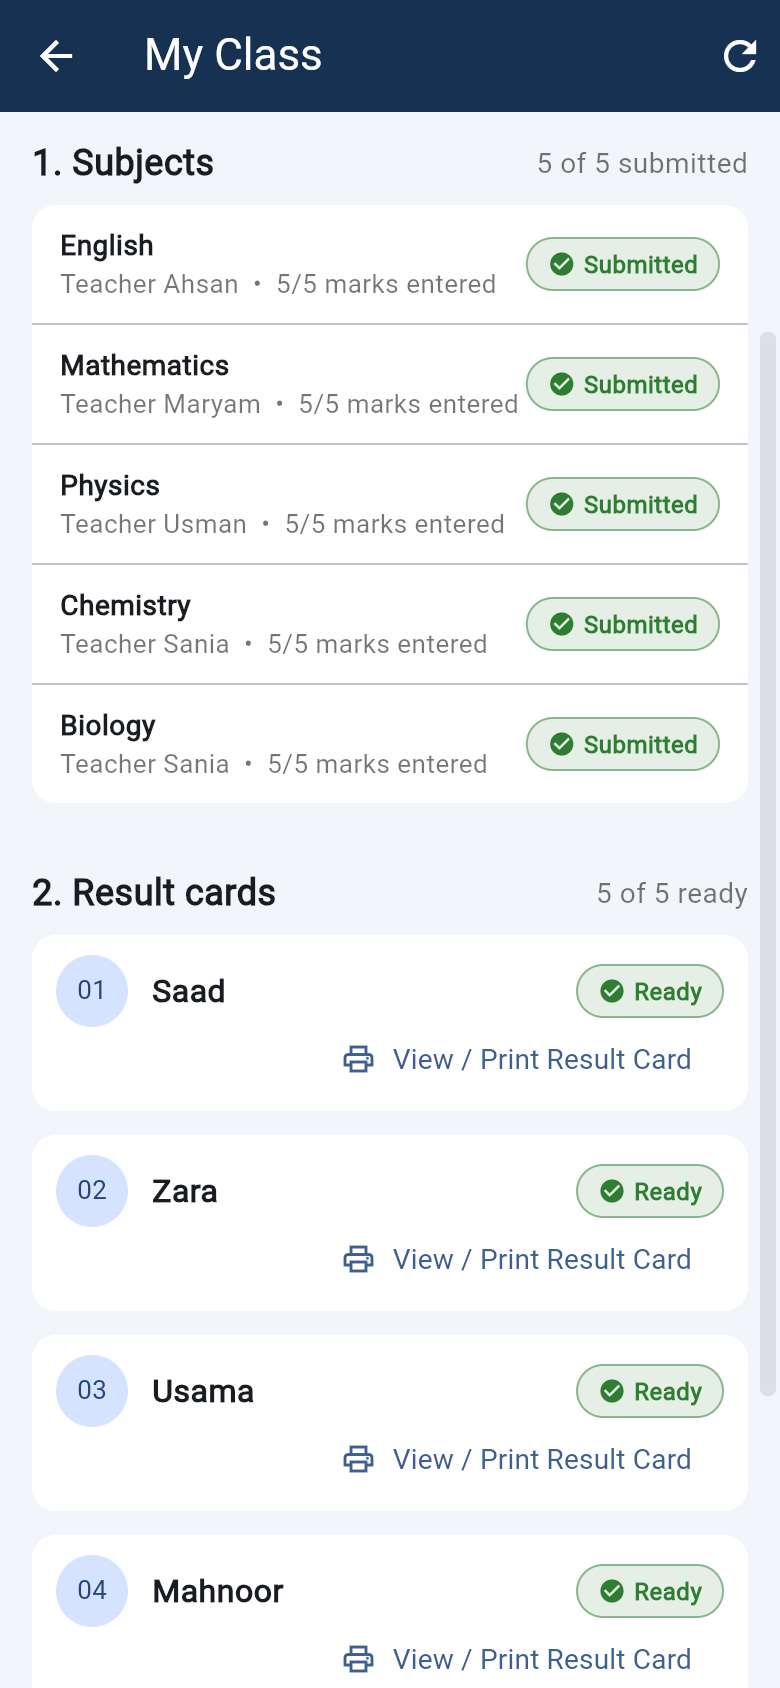 My Class
1. Subjects
5 of 5 submitted
English
Teacher Ahsan • 5/5 marks entered
Submitted
Mathematics
Teacher Maryam • 5/5 marks entered
Submitted
Physics
Teacher Usman • 5/5 marks entered
Submitted
Chemistry
Teacher Sania • 5/5 marks entered
Submitted
Biology
Teacher Sania • 5/5 marks entered
Submitted
2. Result cards
5 of 5 ready
01
Saad
Ready
View / Print Result Card
02
Zara
Ready
View / Print Result Card
03
Usama
Ready
View / Print Result Card
04
Mahnoor
Ready
View / Print Result Card